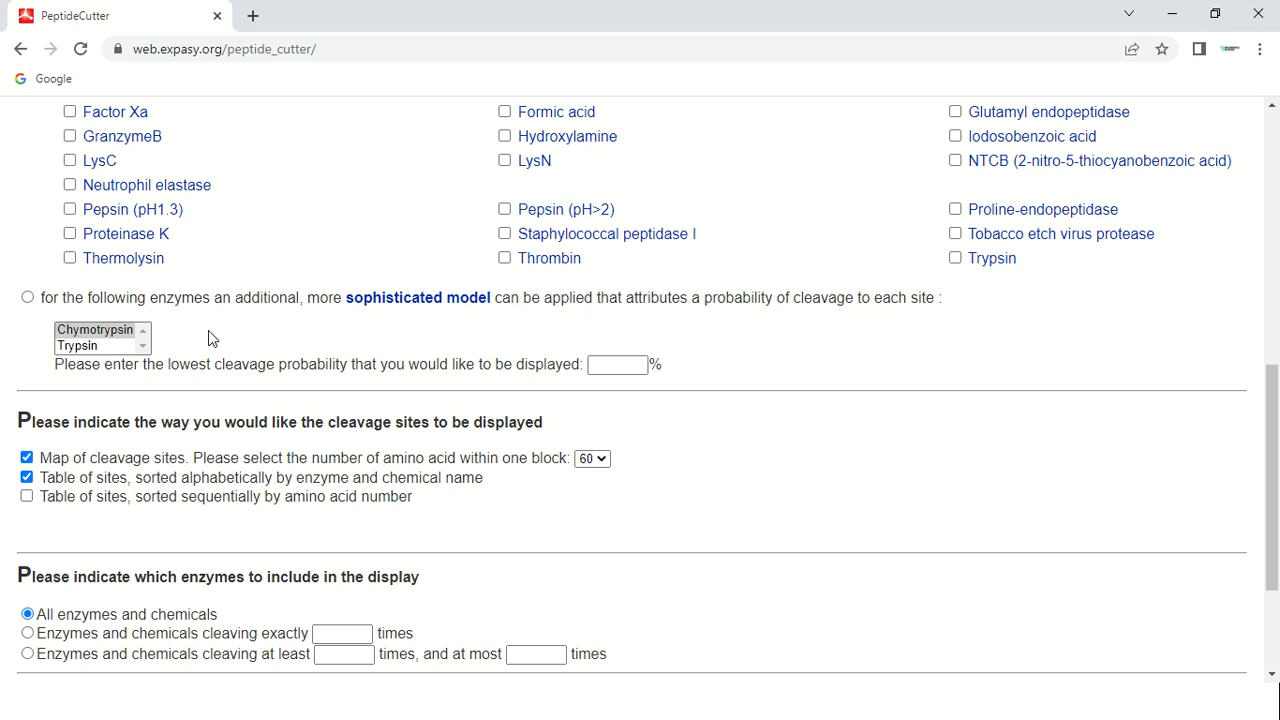 PeptideCutter
web.expasy.org/peptide_cutter/
Google
Factor Xa Formic acid Glutamyl endopeptidase
GranzymeB Hydroxylamine Iodosobenzoic acid
LysC LysN NTCB (2-nitro-5-thiocyanobenzoic acid)
Neutrophil elastase
Pepsin (pH1.3) Pepsin (pH>2) Proline-endopeptidase
Proteinase K Staphylococcal peptidase I Tobacco etch virus protease
Thermolysin Thrombin Trypsin
for the following enzymes an additional, more sophisticated model can be applied that attributes a probability of cleavage to each site :
Chymotrypsin
Trypsin
Please enter the lowest cleavage probability that you would like to be displayed: %
Please indicate the way you would like the cleavage sites to be displayed
Map of cleavage sites. Please select the number of amino acid within one block: 60
Table of sites, sorted alphabetically by enzyme and chemical name
Table of sites, sorted sequentially by amino acid number
Please indicate which enzymes to include in the display
All enzymes and chemicals
Enzymes and chemicals cleaving exactly times
Enzymes and chemicals cleaving at least times, and at most times